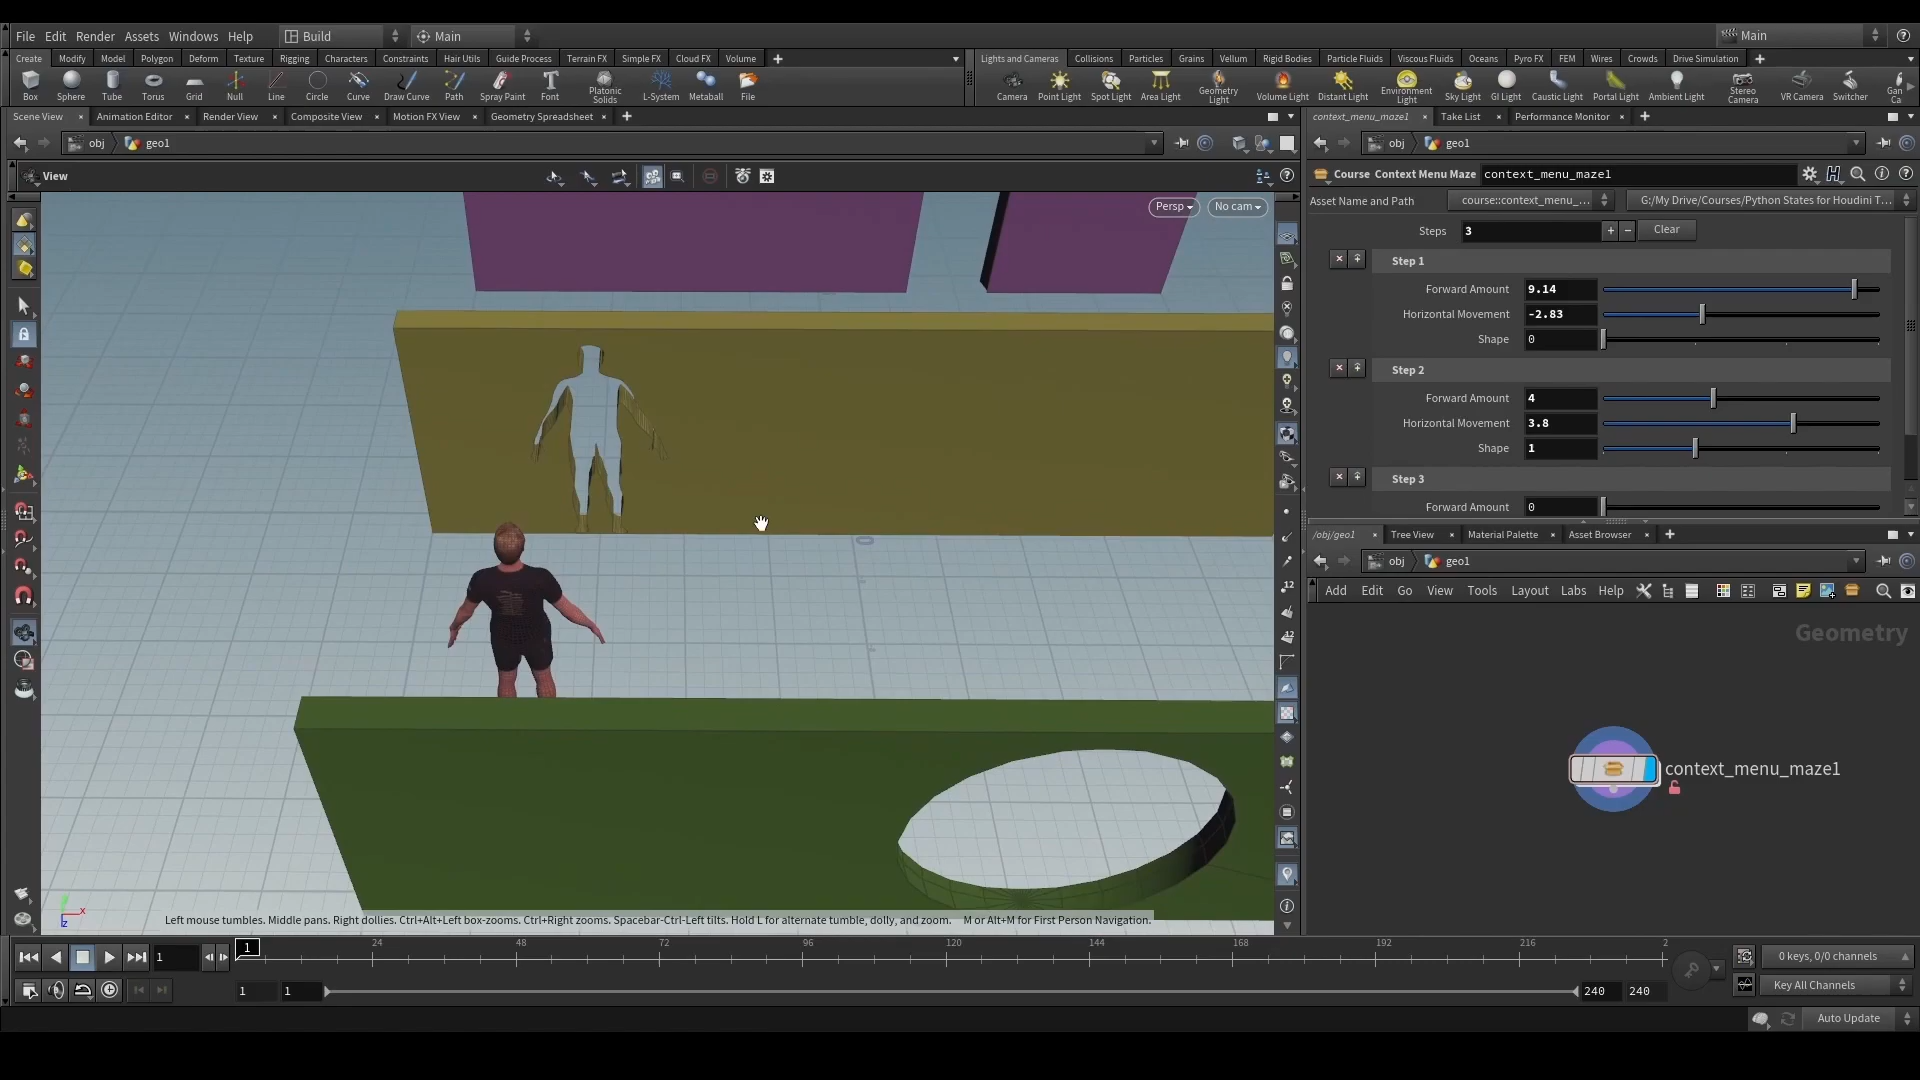 File Edit Render Assets Windows Help Build Main Main
Create Modify Model Polygon Deform Texture Rigging Characters Constraints Hair Utils Guide Process Terrain FX Simple FX Cloud FX Volume
Lights and Cameras Collisions Particles Grains Vellum Rigid Bodies Particle Fluids Viscous Fluids Oceans Pyro FX FEM Wires Crowds Drive Simulation
Box Sphere Tube Torus Grid Null Line Circle Curve Draw Curve Path Spray Paint Font Platonic Solids L-System Metaball File
Camera Point Light Spot Light Area Light Geometry Light Volume Light Distant Light Environment Light Sky Light GI Light Caustic Light Portal Light Ambient Light Stereo Camera VR Camera Switcher Gan Ca
Scene View Animation Editor Render View Composite View Motion FX View Geometry Spreadsheet
context_menu_maze1 Take List Performance Monitor
obj geo1
obj geo1
View
Course Context Menu Maze context_menu_maze1
Asset Name and Path course::context_menu_... G:/My Drive/Courses/Python States for Houdini T...
Persp No cam
Steps 3 + − Clear
Step 1
Forward Amount 9.14
Horizontal Movement -2.83
Shape 0
Step 2
Forward Amount 4
Horizontal Movement 3.8
Shape 1
Step 3
Forward Amount 0
/obj/geo1 Tree View Material Palette Asset Browser
obj geo1
Add Edit Go View Tools Layout Labs Help
Geometry
context_menu_maze1
12
12
0
y
x
z
Left mouse tumbles. Middle pans. Right dollies. Ctrl+Alt+Left box-zooms. Ctrl+Right zooms. Spacebar-Ctrl-Left tilts. Hold L for alternate tumble, dolly, and zoom. M or Alt+M for First Person Navigation.
1 1 24 48 72 96 120 144 168 192 216 2
0 keys, 0/0 channels
1 1 240 240
Key All Channels
Auto Update